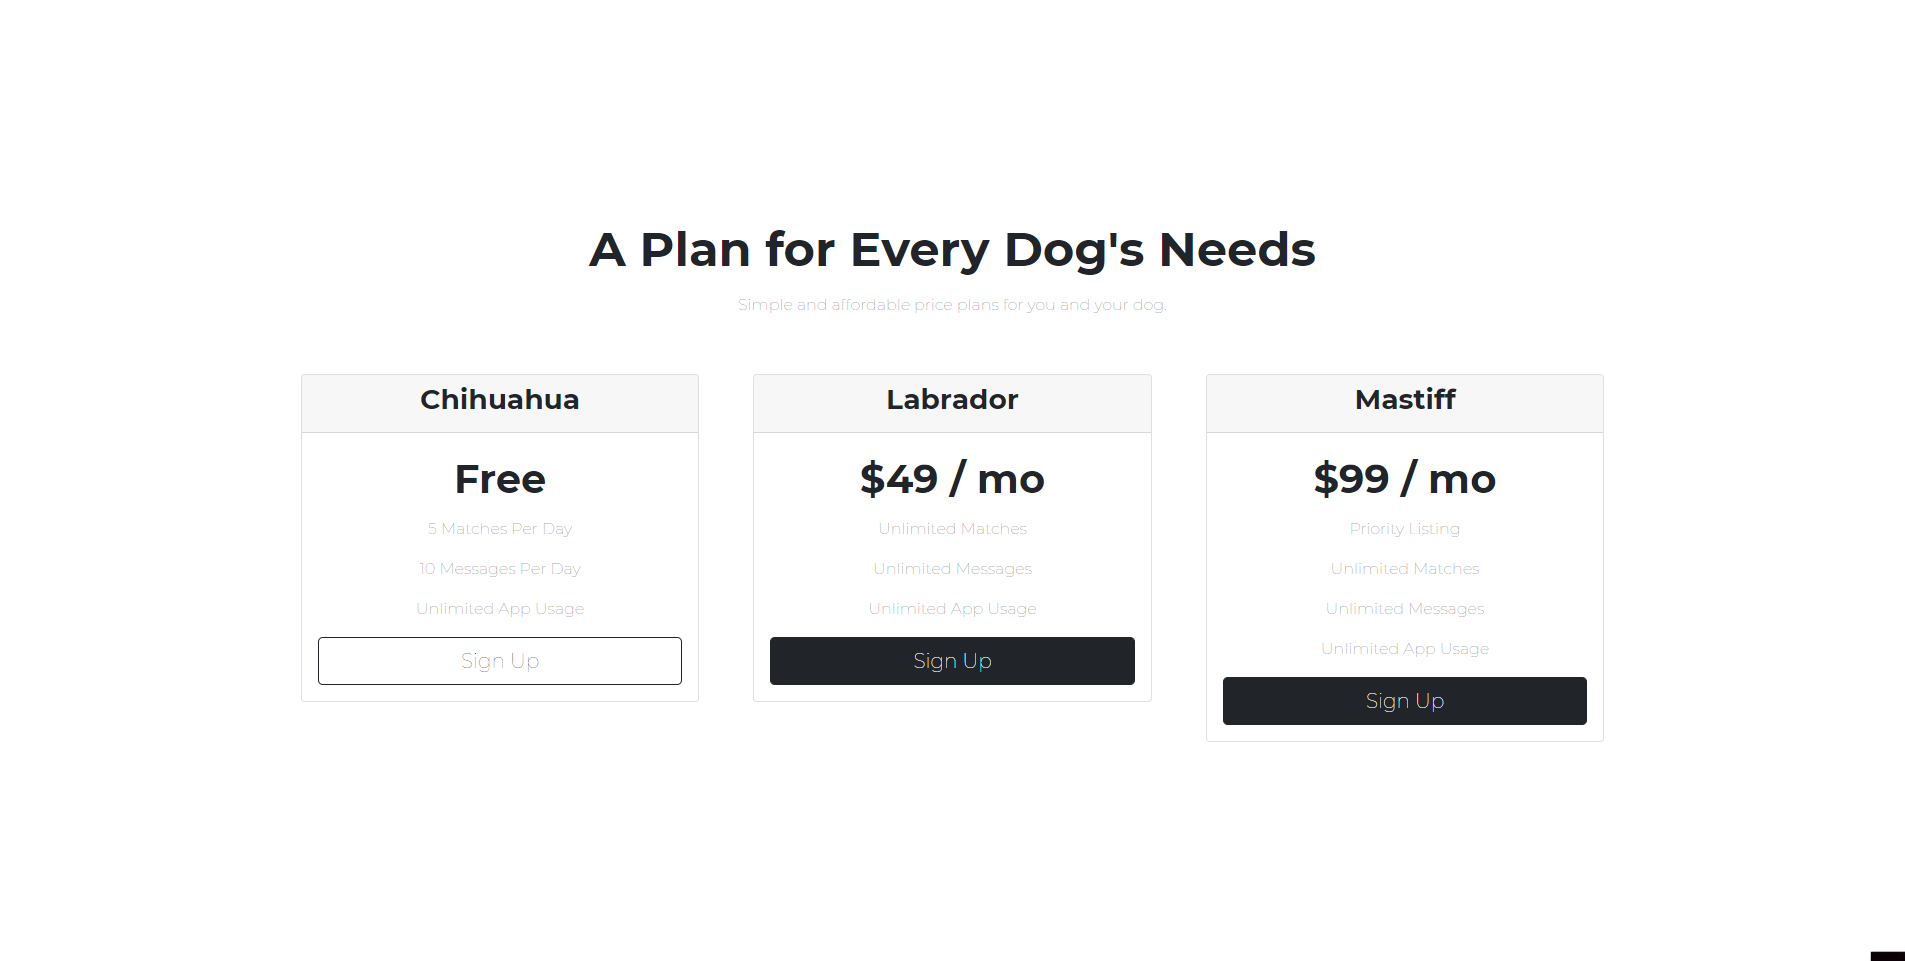 A Plan for Every Dog's Needs
Simple and affordable price plans for you and your dog.
Chihuahua
Free
5 Matches Per Day
10 Messages Per Day
Unlimited App Usage
Sign Up
Labrador
$49 / mo
Unlimited Matches
Unlimited Messages
Unlimited App Usage
Sign Up
Mastiff
$99 / mo
Priority Listing
Unlimited Matches
Unlimited Messages
Unlimited App Usage
Sign Up